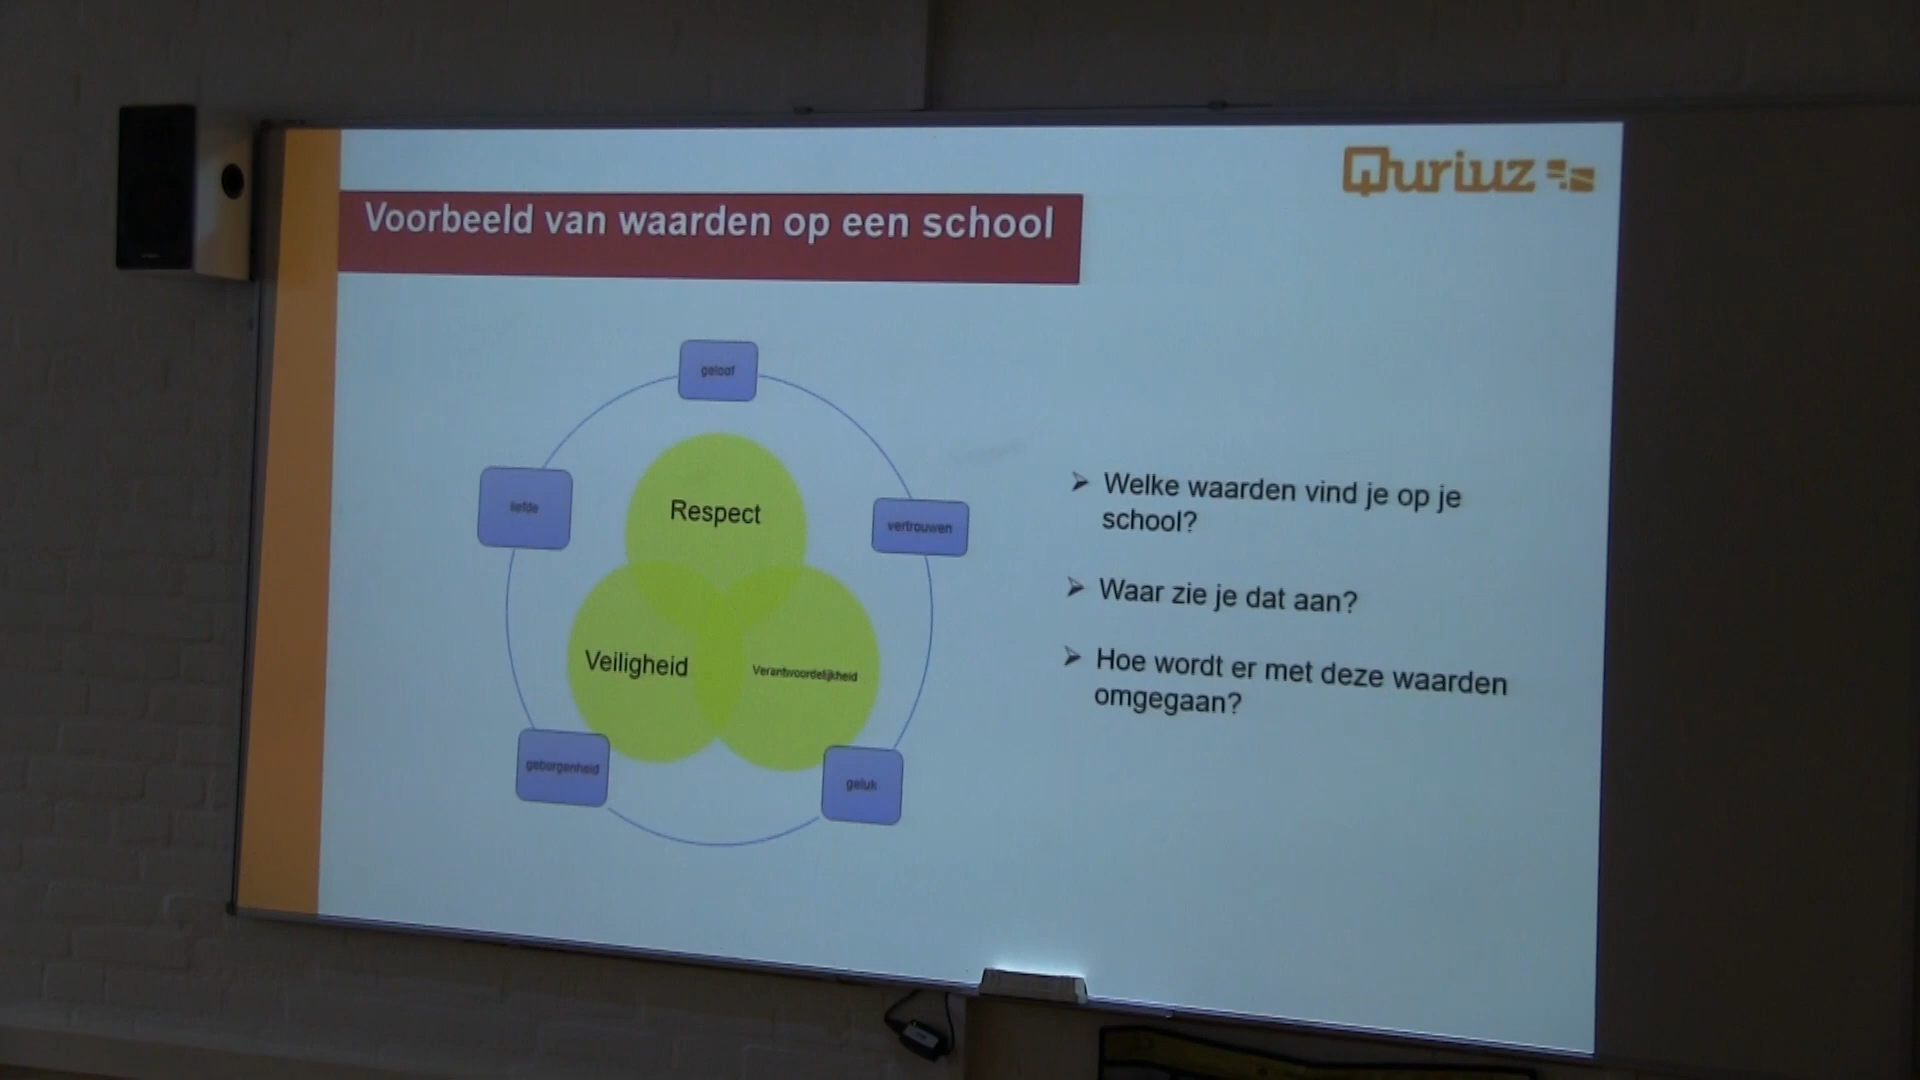 Quriuz
Voorbeeld van waarden op een school
geloof
liefde
Respect
vertrouwen
Veiligheid
Verantwoordelijkheid
geborgenheid
geluk
Welke waarden vind je op je
school?
Waar zie je dat aan?
Hoe wordt er met deze waarden
omgegaan?